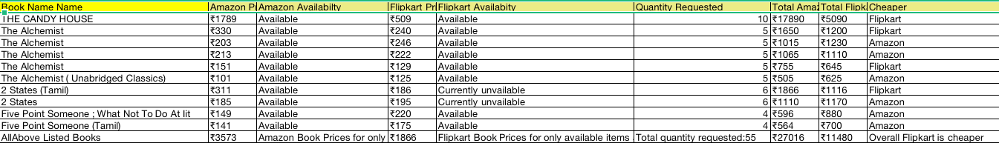 Book Name Name Amazon Pr Amazon Availabilty Flipkart Pri Flipkart Availabity Quantity Requested Total Amaz Total Flipk Cheaper
THE CANDY HOUSE ₹1789 Available ₹509 Available 10 ₹17890 ₹5090 Flipkart
The Alchemist ₹330 Available ₹240 Available 5 ₹1650 ₹1200 Flipkart
The Alchemist ₹203 Available ₹246 Available 5 ₹1015 ₹1230 Amazon
The Alchemist ₹213 Available ₹222 Available 5 ₹1065 ₹1110 Amazon
The Alchemist ₹151 Available ₹129 Available 5 ₹755 ₹645 Flipkart
The Alchemist ( Unabridged Classics) ₹101 Available ₹125 Available 5 ₹505 ₹625 Amazon
2 States (Tamil) ₹311 Available ₹186 Currently unvailable 6 ₹1866 ₹1116 Flipkart
2 States ₹185 Available ₹195 Currently unvailable 6 ₹1110 ₹1170 Amazon
Five Point Someone ; What Not To Do At Iit ₹149 Available ₹220 Available 4 ₹596 ₹880 Amazon
Five Point Someone (Tamil) ₹141 Available ₹175 Available 4 ₹564 ₹700 Amazon
AllAbove Listed Books ₹3573 Amazon Book Prices for only ₹1866 Flipkart Book Prices for only available items Total quantity requested:55 ₹27016 ₹11480 Overall Flipkart is cheaper